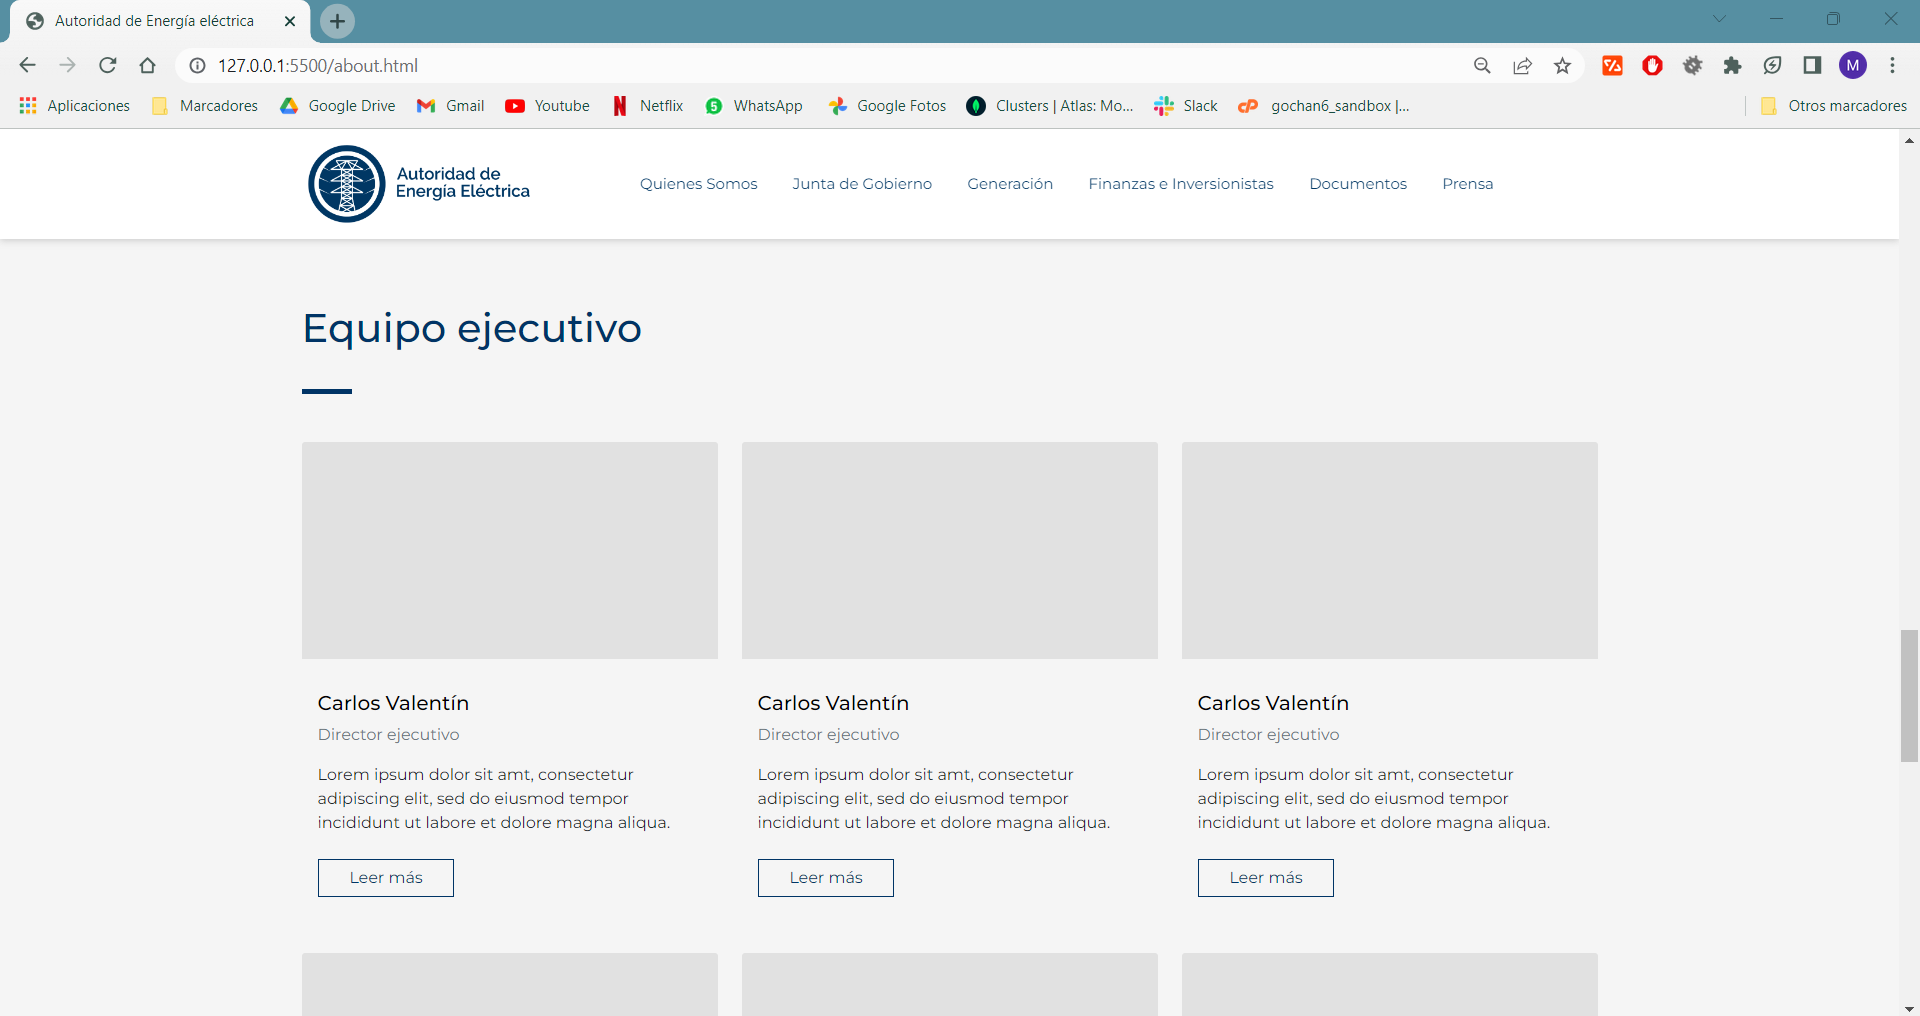 Autoridad de Energía eléctrica
127.0.0.1:5500/about.html
M
Aplicaciones Marcadores Google Drive Gmail Youtube Netflix 5 WhatsApp Google Fotos Clusters | Atlas: Mo... Slack cP gochan6_sandbox |... Otros marcadores
Autoridad de
Energía Eléctrica
Quienes Somos Junta de Gobierno Generación Finanzas e Inversionistas Documentos Prensa
Equipo ejecutivo
Carlos Valentín
Director ejecutivo
Lorem ipsum dolor sit amt, consectetur
adipiscing elit, sed do eiusmod tempor
incididunt ut labore et dolore magna aliqua.
Leer más
Carlos Valentín
Director ejecutivo
Lorem ipsum dolor sit amt, consectetur
adipiscing elit, sed do eiusmod tempor
incididunt ut labore et dolore magna aliqua.
Leer más
Carlos Valentín
Director ejecutivo
Lorem ipsum dolor sit amt, consectetur
adipiscing elit, sed do eiusmod tempor
incididunt ut labore et dolore magna aliqua.
Leer más